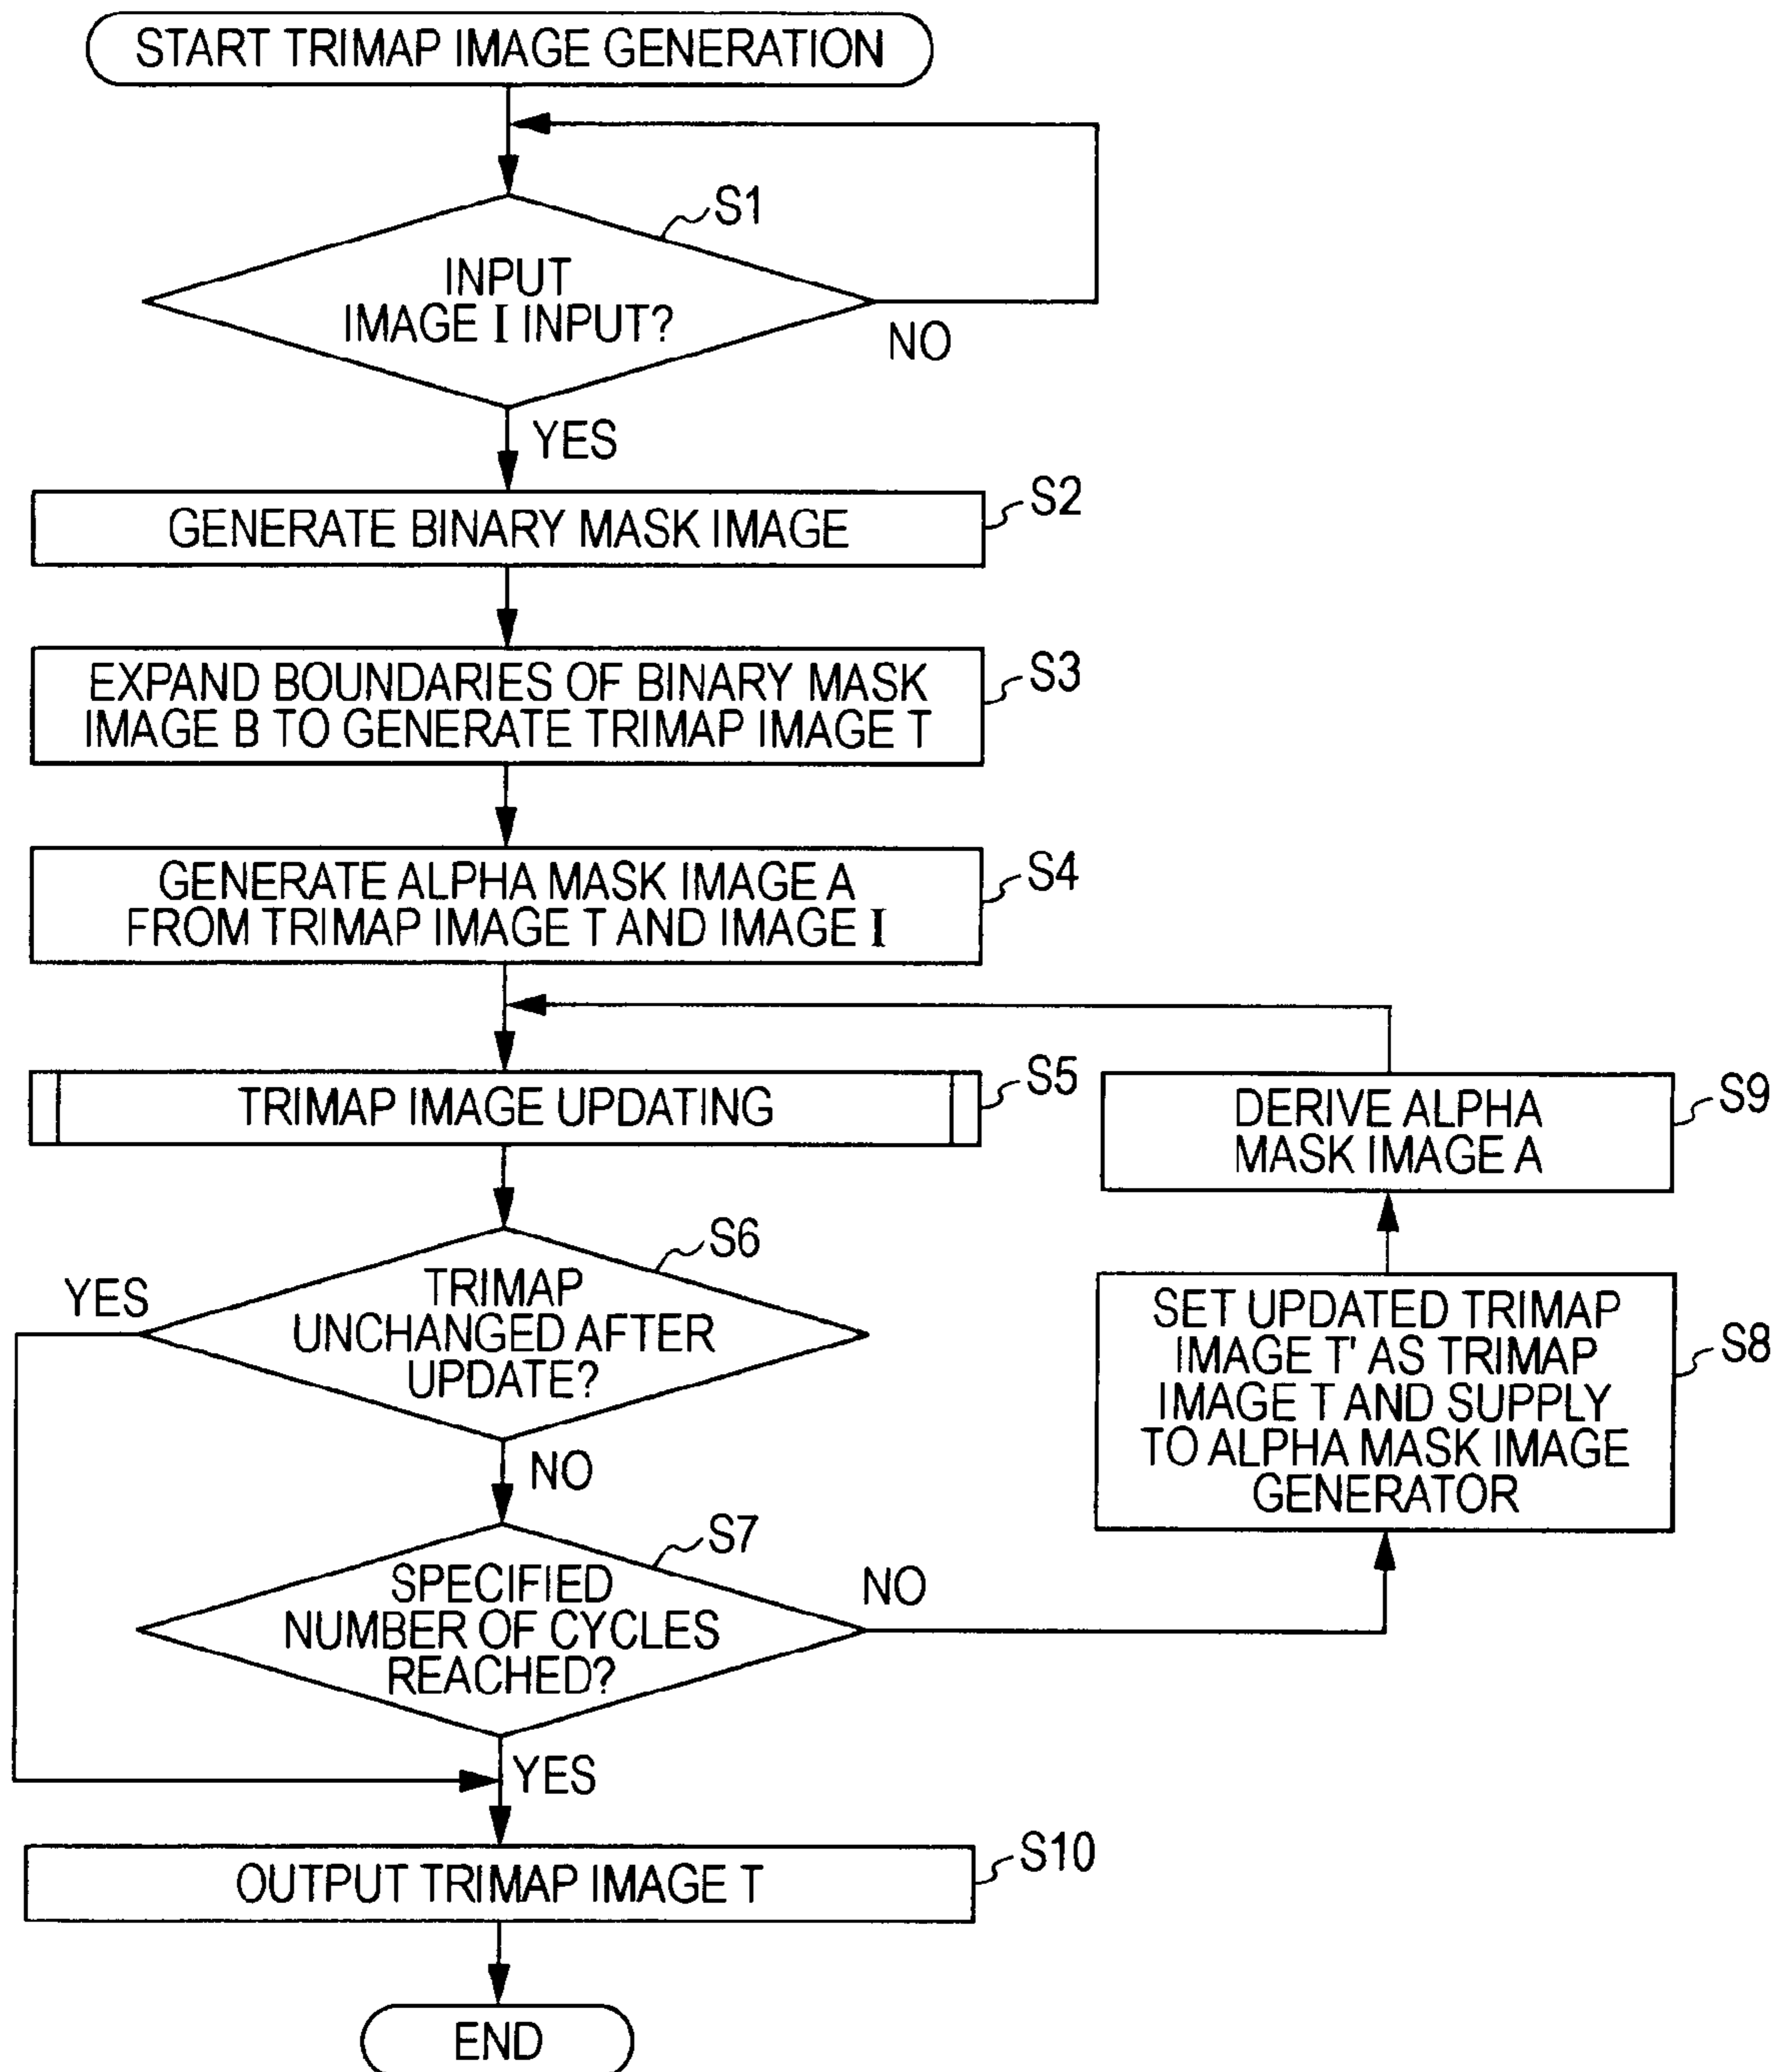 START TRIMAP IMAGE GENERATION
S1
INPUT
IMAGE I INPUT?
NO
YES
S2
GENERATE BINARY MASK IMAGE
S3
EXPAND BOUNDARIES OF BINARY MASK
IMAGE B TO GENERATE TRIMAP IMAGE T
S4
GENERATE ALPHA MASK IMAGE A
FROM TRIMAP IMAGE T AND IMAGE I
S5
TRIMAP IMAGE UPDATING
S9
DERIVE ALPHA
MASK IMAGE A
S6
YES
TRIMAP
UNCHANGED AFTER
UPDATE?
NO
S8
SET UPDATED TRIMAP
IMAGE T' AS TRIMAP
IMAGE T AND SUPPLY
TO ALPHA MASK IMAGE
GENERATOR
S7
SPECIFIED
NUMBER OF CYCLES
REACHED?
NO
YES
S10
OUTPUT TRIMAP IMAGE T
END